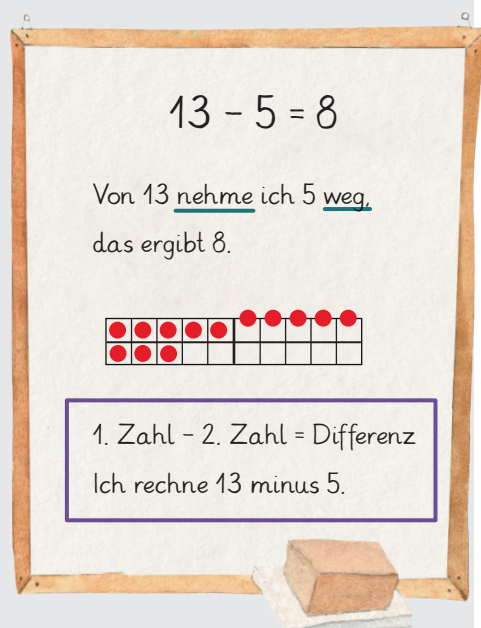 13 – 5 = 8
Von 13 nehme ich 5 weg,
das ergibt 8.
1. Zahl – 2. Zahl = Differenz
Ich rechne 13 minus 5.